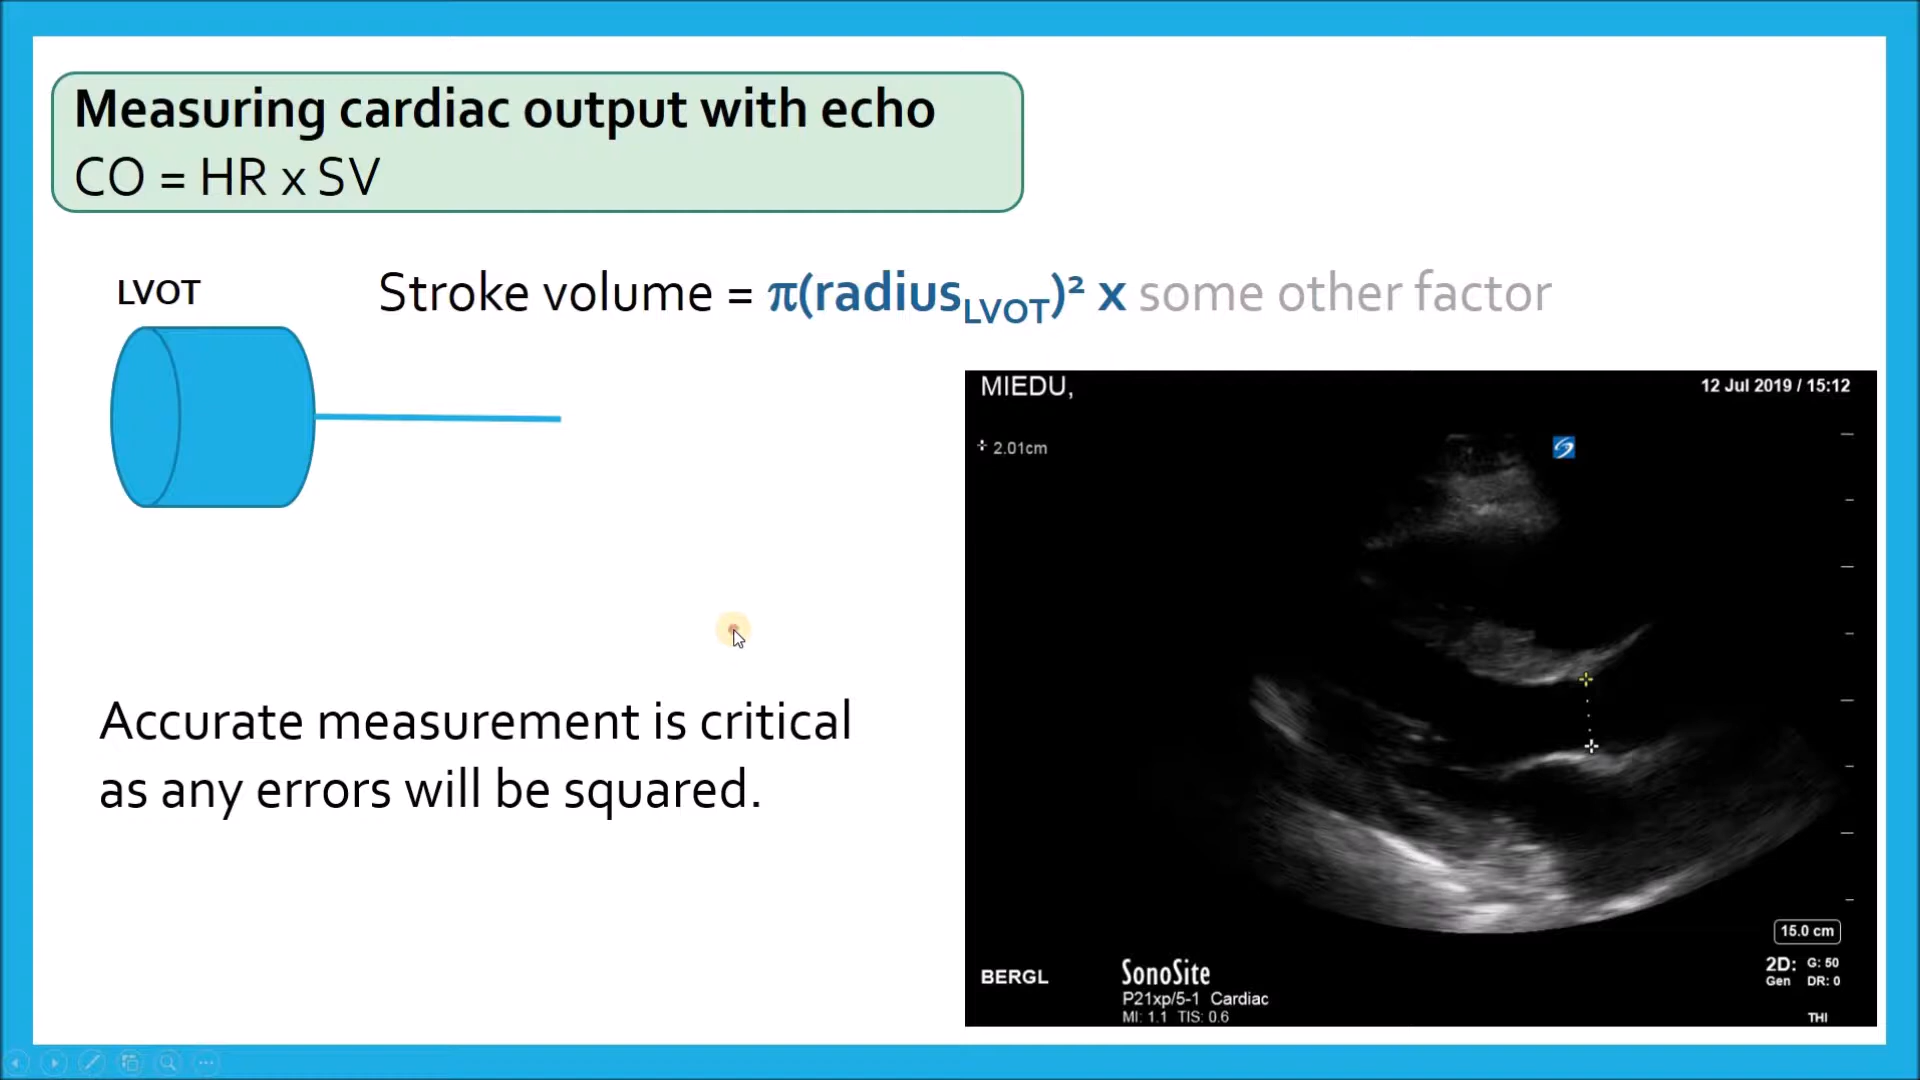 Measuring cardiac output with echo
CO = HR x SV
LVOT
Stroke volume = π(radiusLVOT)² x some other factor
MIEDU,
12 Jul 2019 / 15:12
2.01cm
Accurate measurement is critical
as any errors will be squared.
15.0 cm
BERGL
SonoSite
P21xp/5-1 Cardiac
MI: 1.1 TIS: 0.6
2D: G: 50
Gen DR: 0
THI